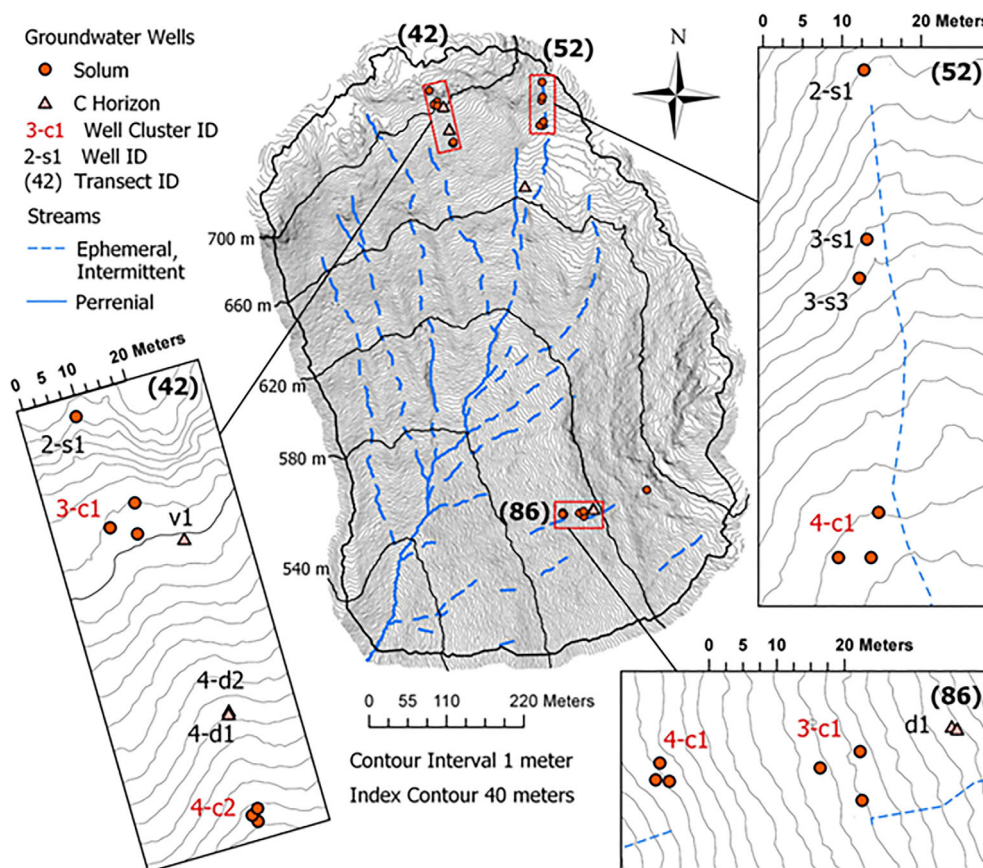 Groundwater Wells
Solum
C Horizon
3-c1 Well Cluster ID
2-s1 Well ID
(42) Transect ID
Streams
Ephemeral,
Intermittent
Perrenial
(42)
(52)
N
700 m
660 m
620 m
580 m
540 m
(86)
0 55 110 220 Meters
Contour Interval 1 meter
Index Contour 40 meters
0 5 10 20 Meters
(42)
2-s1
3-c1
v1
4-d2
4-d1
4-c2
0 5 10 20 Meters
(52)
2-s1
3-s1
3-s3
4-c1
0 5 10 20 Meters
(86)
4-c1
3-c1
d1